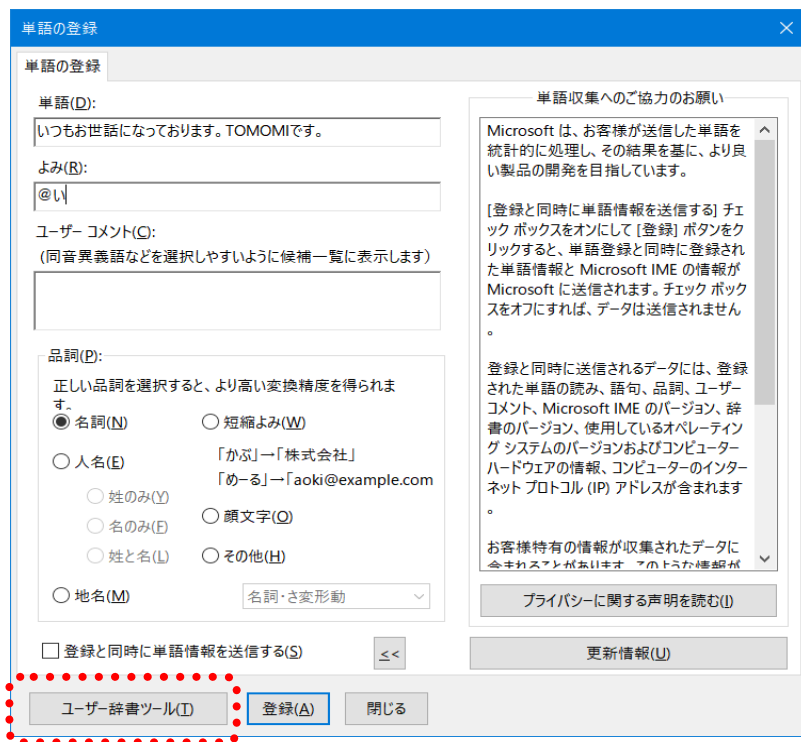 単語の登録
単語の登録
単語(D):
いつもお世話になっております。TOMOMIです。
よみ(R):
@い
ユーザー コメント(C):
(同音異義語などを選択しやすいように候補一覧に表示します)
品詞(P):
正しい品詞を選択すると、より高い変換精度を得られま
す。
名詞(N)
短縮よみ(W)
「かぶ」→「株式会社」
人名(E)
「めーる」→「aoki@example.com
姓のみ(Y)
顔文字(O)
名のみ(F)
姓と名(L)
その他(H)
地名(M)
名詞・さ変形動
登録と同時に単語情報を送信する(S)
<<
単語収集へのご協力のお願い
Microsoft は、お客様が送信した単語を
統計的に処理し、その結果を基に、より良
い製品の開発を目指しています。
[登録と同時に単語情報を送信する] チェ
ック ボックスをオンにして [登録] ボタンをク
リックすると、単語登録と同時に登録され
た単語情報と Microsoft IME の情報が
Microsoft に送信されます。チェック ボック
スをオフにすれば、データは送信されません
。
登録と同時に送信されるデータには、登録
された単語の読み、語句、品詞、ユーザー
コメント、Microsoft IME のバージョン、辞
書のバージョン、使用しているオペレーティン
グ システムのバージョンおよびコンピューター
ハードウェアの情報、コンピューターのインター
ネット プロトコル (IP) アドレスが含まれます
。
お客様特有の情報が収集されたデータに
含まれることがあります。このような情報が
プライバシーに関する声明を読む(I)
更新情報(U)
ユーザー辞書ツール(T)
登録(A)
閉じる